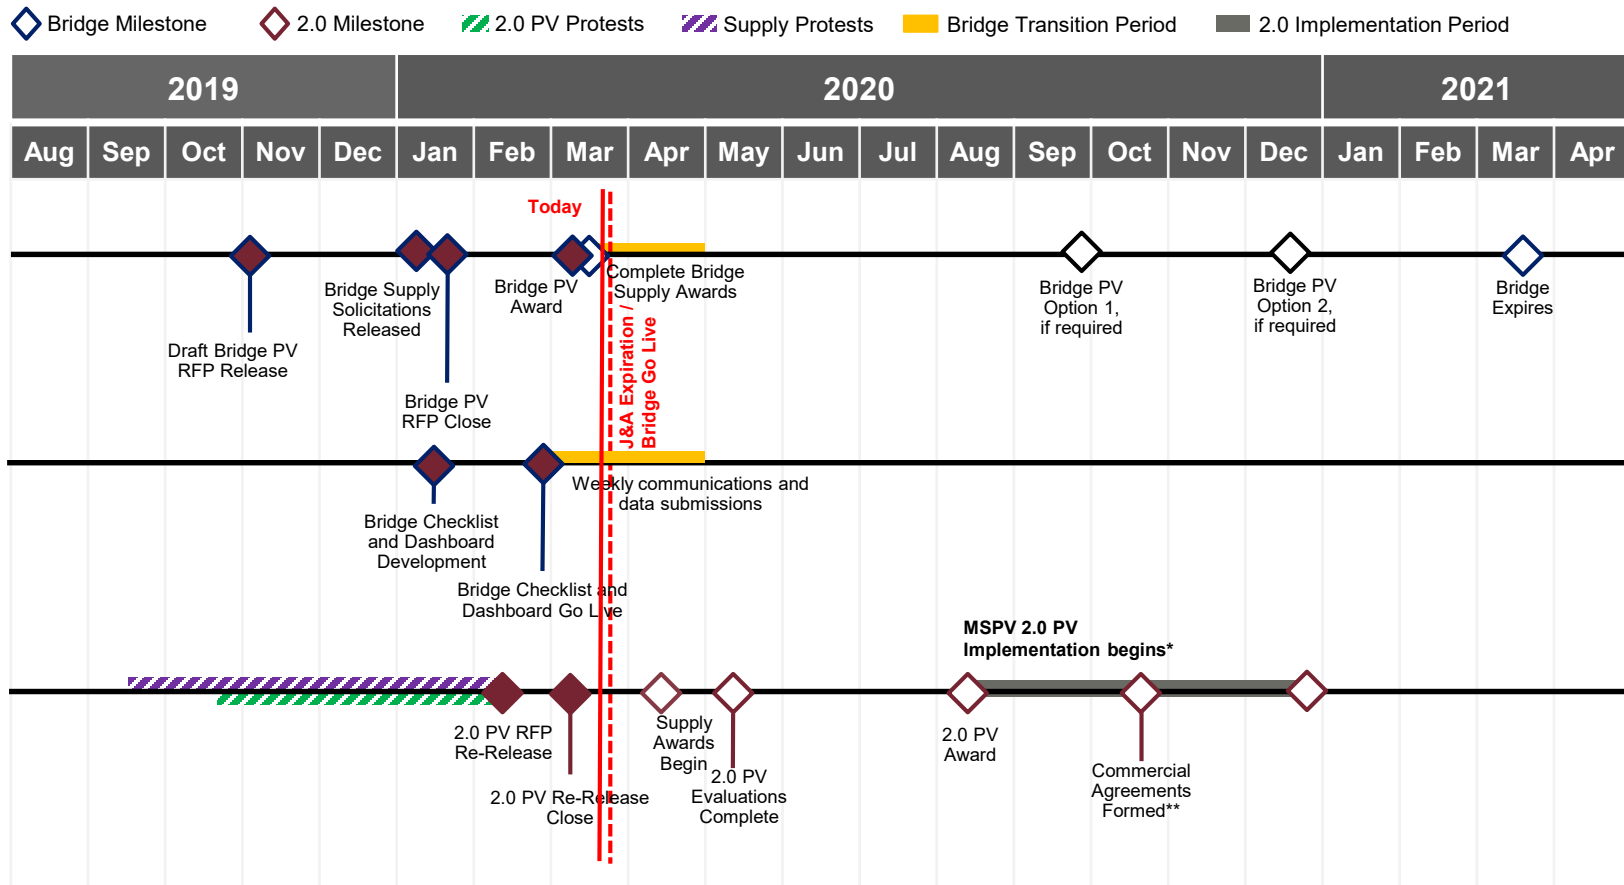 Bridge Milestone
2.0 Milestone
2.0 PV Protests
Supply Protests
Bridge Transition Period
2.0 Implementation Period
2019
2020
2021
Aug
Sep
Oct
Nov
Dec
Jan
Feb
Mar
Apr
May
Jun
Jul
Aug
Sep
Oct
Nov
Dec
Jan
Feb
Mar
Apr
Today
Draft Bridge PV
RFP Release
Bridge Supply
Solicitations
Released
Bridge PV
RFP Close
Bridge PV
Award
Complete Bridge
Supply Awards
J&A Expiration /
Bridge Go Live
Bridge PV
Option 1,
if required
Bridge PV
Option 2,
if required
Bridge
Expires
Bridge Checklist
and Dashboard
Development
Bridge Checklist and
Dashboard Go Live
Weekly communications and
data submissions
2.0 PV RFP
Re-Release
2.0 PV Re-Release
Close
Supply
Awards
Begin
2.0 PV
Evaluations
Complete
MSPV 2.0 PV
Implementation begins*
2.0 PV
Award
Commercial
Agreements
Formed**